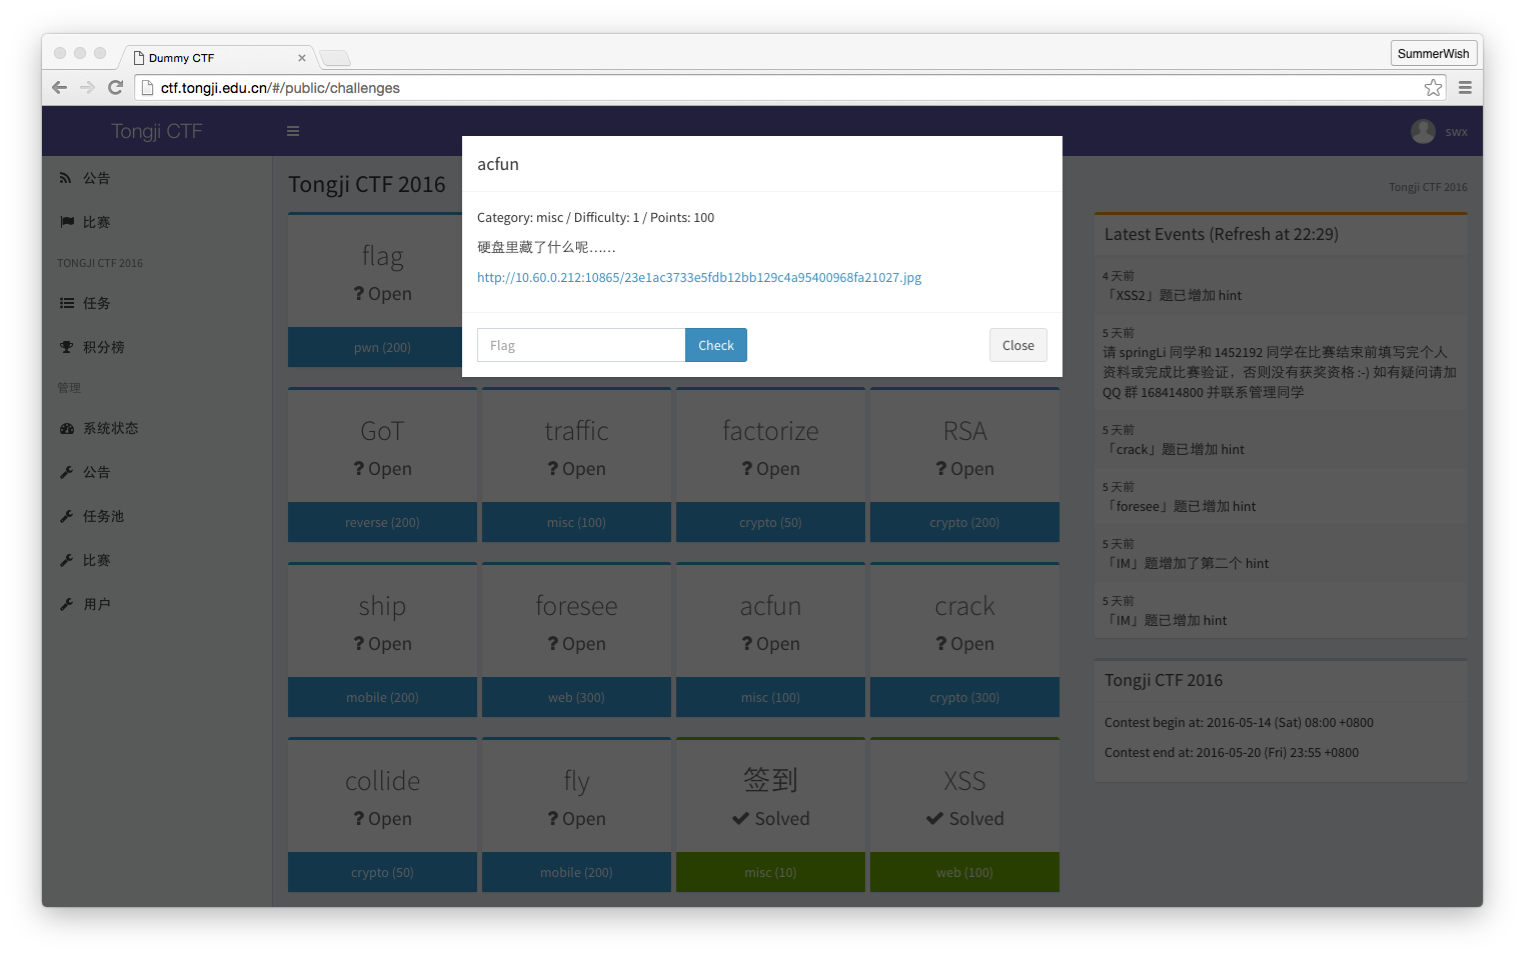 Dummy CTF
SummerWish
ctf.tongji.edu.cn/#/public/challenges
Tongji CTF
swx
acfun
Category: misc / Difficulty: 1 / Points: 100
硬盘里藏了什么呢……
http://10.60.0.212:10865/23e1ac3733e5fdb12bb129c4a95400968fa21027.jpg
Flag
Check
Close
公告
比赛
TONGJI CTF 2016
任务
积分榜
管理
系统状态
公告
任务池
比赛
用户
Tongji CTF 2016
Tongji CTF 2016
flag
? Open
pwn (200)
GoT
? Open
reverse (200)
traffic
? Open
misc (100)
factorize
? Open
crypto (50)
RSA
? Open
crypto (200)
ship
? Open
mobile (200)
foresee
? Open
web (300)
acfun
? Open
misc (100)
crack
? Open
crypto (300)
collide
? Open
crypto (50)
fly
? Open
mobile (200)
签到
Solved
misc (10)
XSS
Solved
web (100)
Latest Events (Refresh at 22:29)
4 天前
「XSS2」题已增加 hint
5 天前
请 springLi 同学和 1452192 同学在比赛结束前填写完个人
资料或完成比赛验证，否则没有获奖资格 :-) 如有疑问请加
QQ 群 168414800 并联系管理同学
5 天前
「crack」题已增加 hint
5 天前
「foresee」题已增加 hint
5 天前
「IM」题增加了第二个 hint
5 天前
「IM」题已增加 hint
Tongji CTF 2016
Contest begin at: 2016-05-14 (Sat) 08:00 +0800
Contest end at: 2016-05-20 (Fri) 23:55 +0800